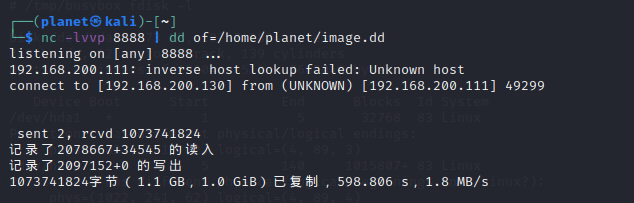 # /tmp/busybox fdisk -l
┌──(planet㉿kali)-[~]
└─$ nc -lvvp 8888 | dd of=/home/planet/image.dd
listening on [any] 8888 ...
192.168.200.111: inverse host lookup failed: Unknown host
connect to [192.168.200.130] from (UNKNOWN) [192.168.200.111] 49299
sent 2, rcvd 1073741824
记录了2078667+34545 的读入
记录了2097152+0 的写出
1073741824字节（1.1 GB，1.0 GiB）已复制，598.806 s，1.8 MB/s